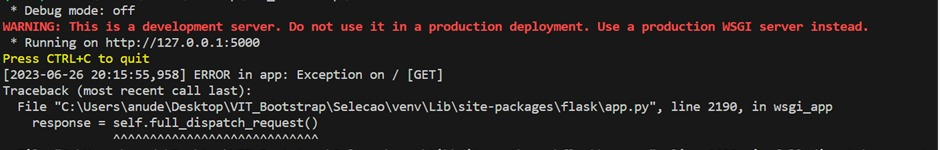 * Debug mode: off
WARNING: This is a development server. Do not use it in a production deployment. Use a production WSGI server instead.
* Running on http://127.0.0.1:5000
Press CTRL+C to quit
[2023-06-26 20:15:55,958] ERROR in app: Exception on / [GET]
Traceback (most recent call last):
  File "C:\Users\anude\Desktop\VIT_Bootstrap\Selecao\venv\Lib\site-packages\flask\app.py", line 2190, in wsgi_app
    response = self.full_dispatch_request()
               ^^^^^^^^^^^^^^^^^^^^^^^^^^^^